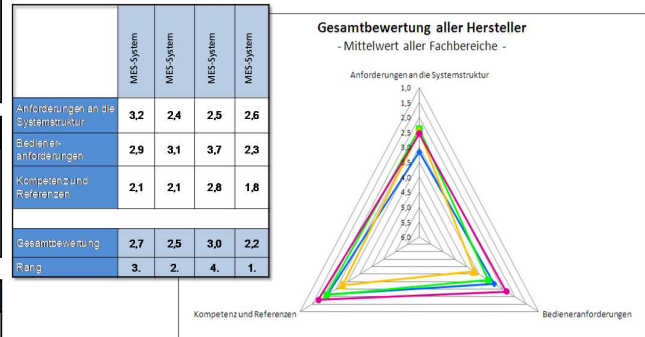 MES-System MES-System MES-System MES-System
Anforderungen an die
Systemstruktur 3,2 2,4 2,5 2,6
Bediener-
anforderungen 2,9 3,1 3,7 2,3
Kompetenz und
Referenzen 2,1 2,1 2,8 1,8
Gesamtbewertung 2,7 2,5 3,0 2,2
Rang 3. 2. 4. 1.
Gesamtbewertung aller Hersteller
- Mittelwert aller Fachbereiche -
Anforderungen an die Systemstruktur
1,0
1,5
2,0
2,5
3,0
3,5
4,0
4,5
5,0
5,5
6,0
Kompetenz und Referenzen
Bedieneranforderungen